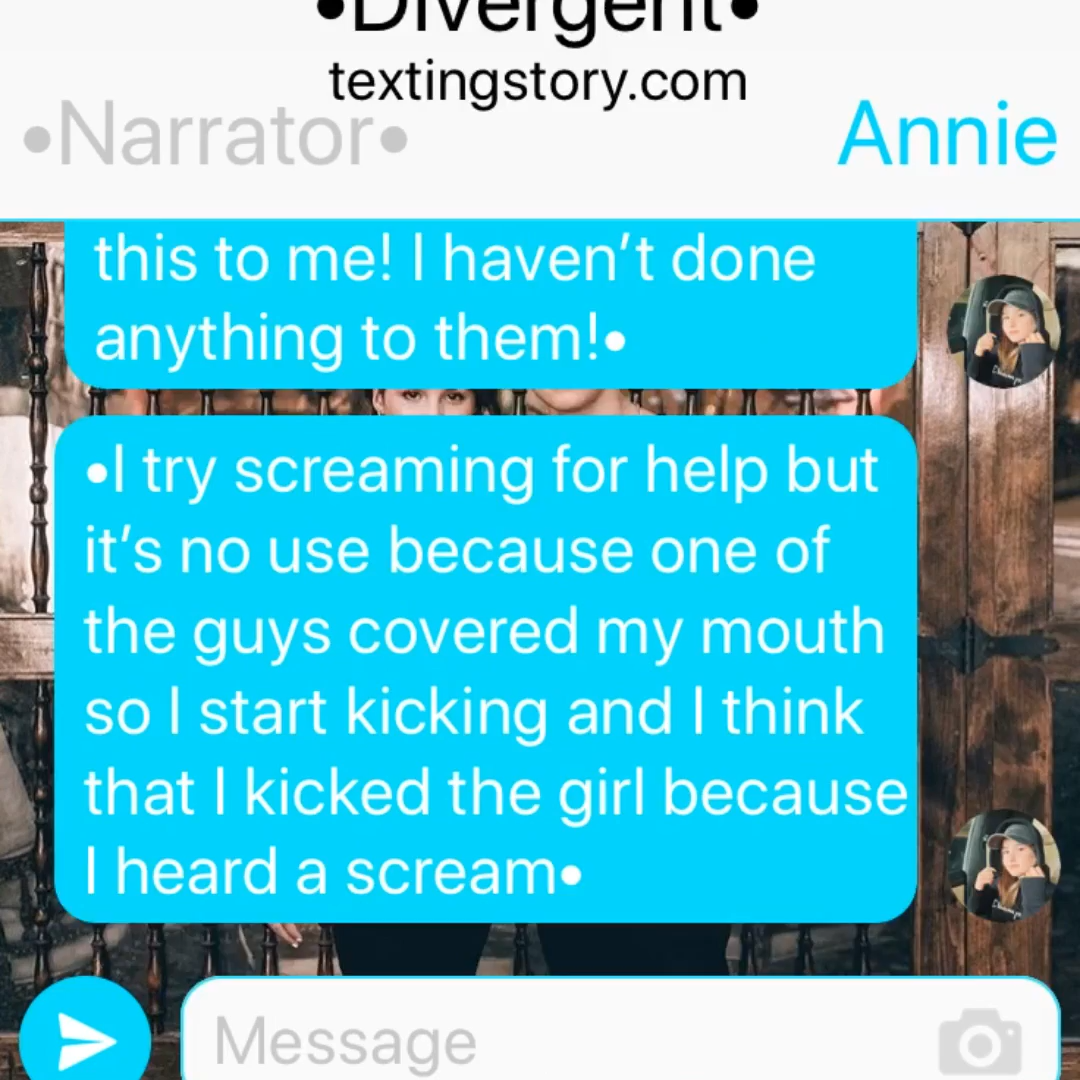 •Divergent•
textingstory.com
•Narrator•
Annie
this to me! I haven’t done
anything to them!•
•I try screaming for help but
it’s no use because one of
the guys covered my mouth
so I start kicking and I think
that I kicked the girl because
I heard a scream•
Message